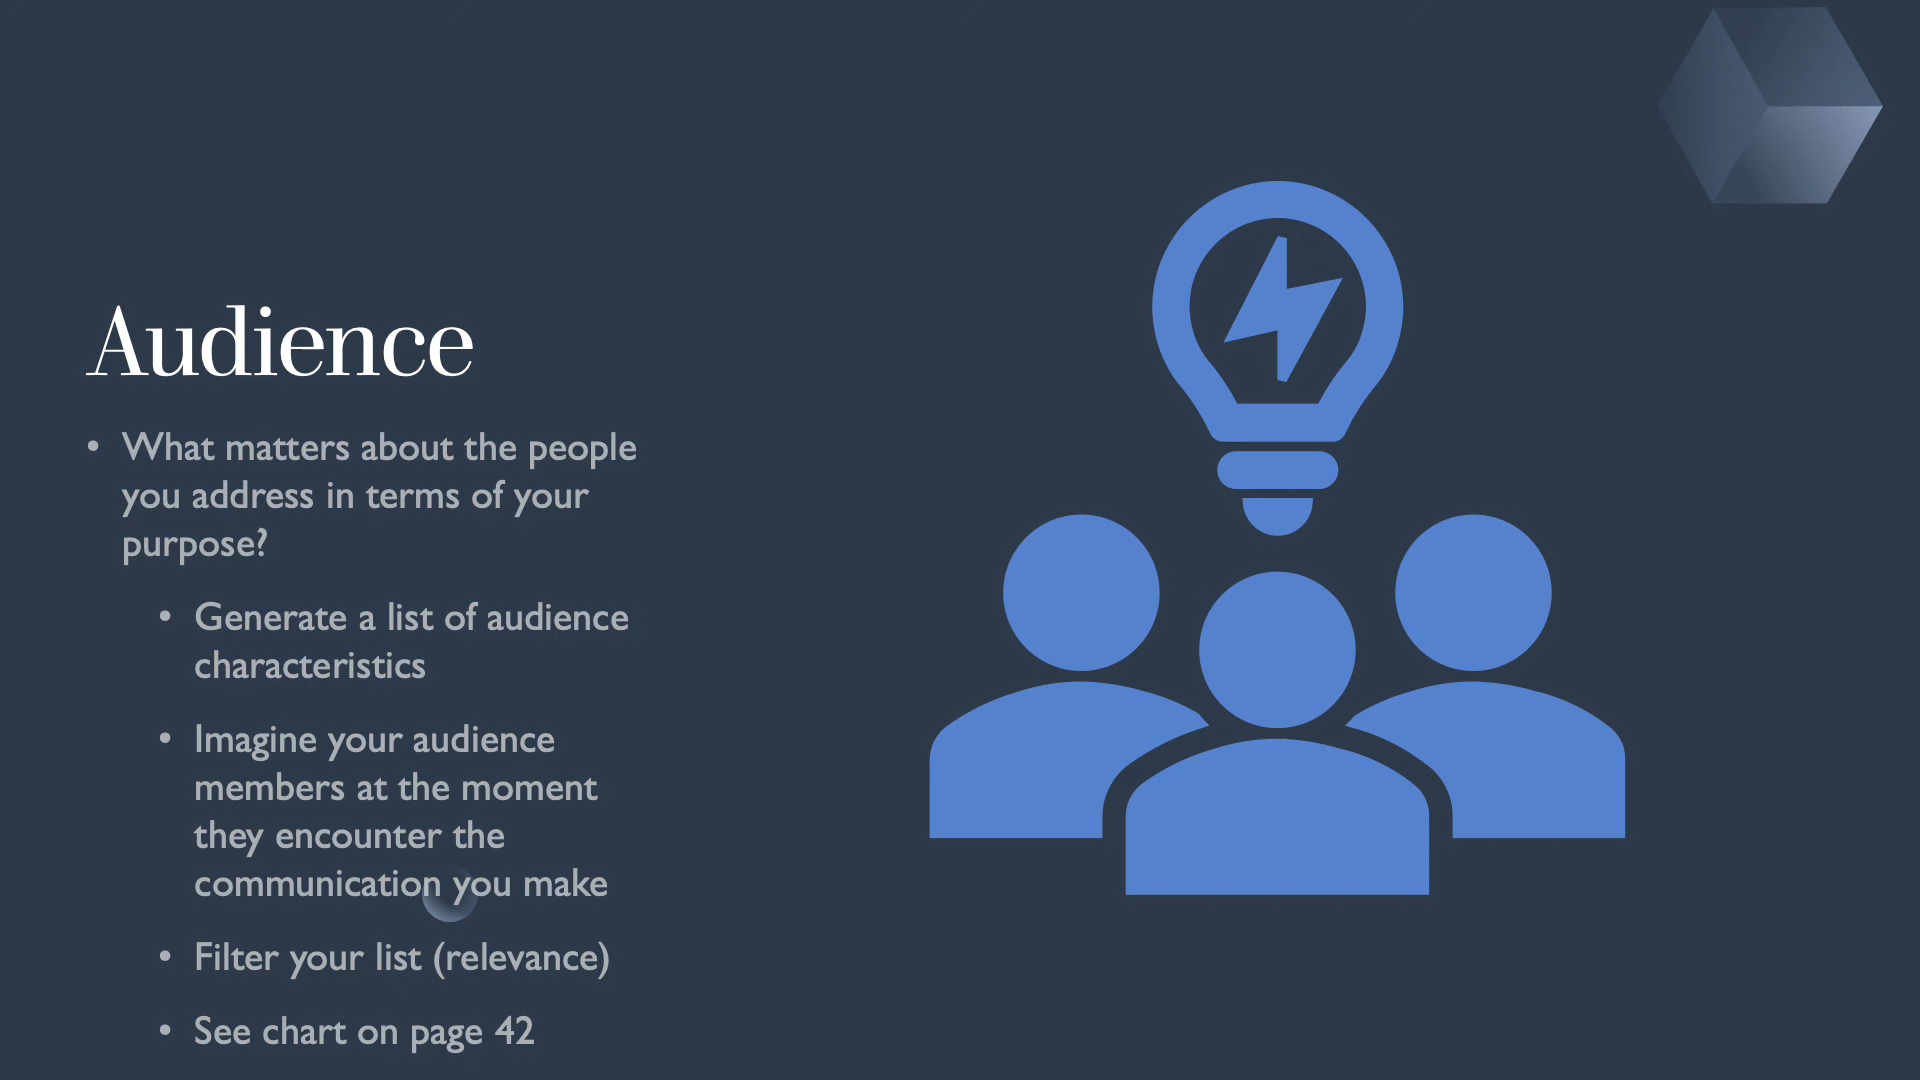 Audience
• What matters about the people
you address in terms of your
purpose?
• Generate a list of audience
characteristics
• Imagine your audience
members at the moment
they encounter the
communication you make
• Filter your list (relevance)
• See chart on page 42